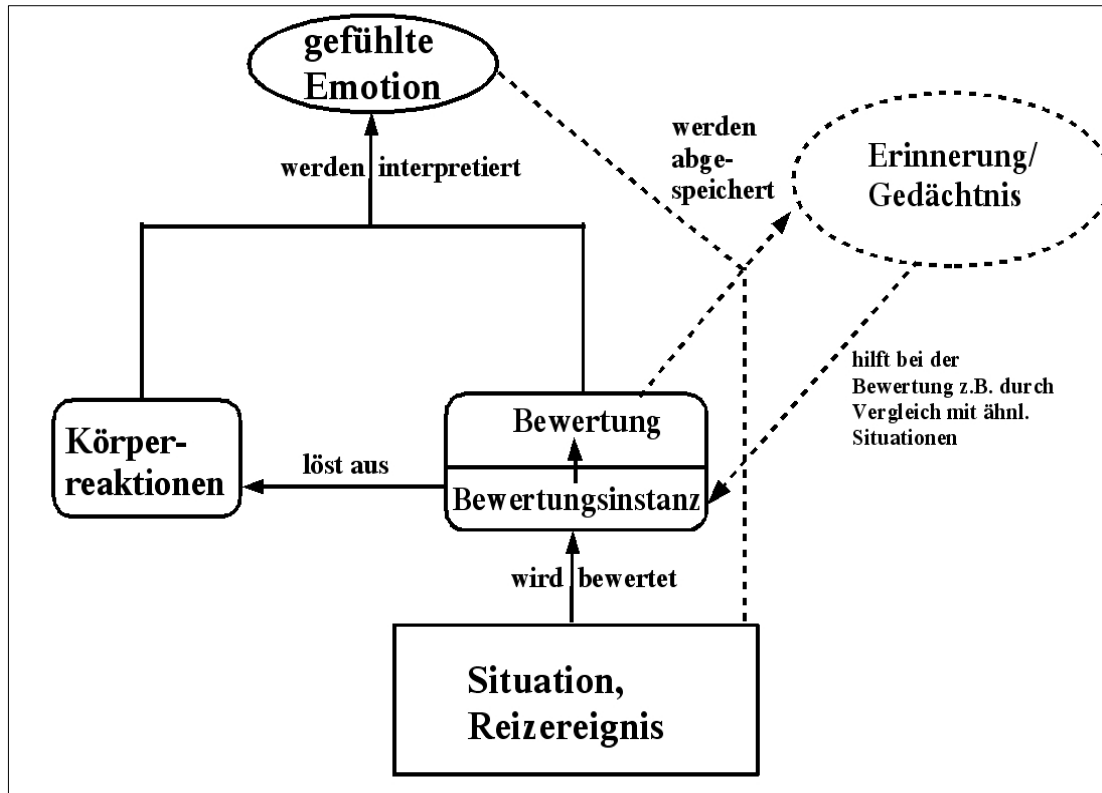 gefühlte
Emotion
werden interpretiert
werden
abge-
speichert
Erinnerung/
Gedächtnis
hilft bei der
Bewertung z.B. durch
Vergleich mit ähnl.
Situationen
Körper-
reaktionen
löst aus
Bewertung
Bewertungsinstanz
wird bewertet
Situation,
Reizereignis